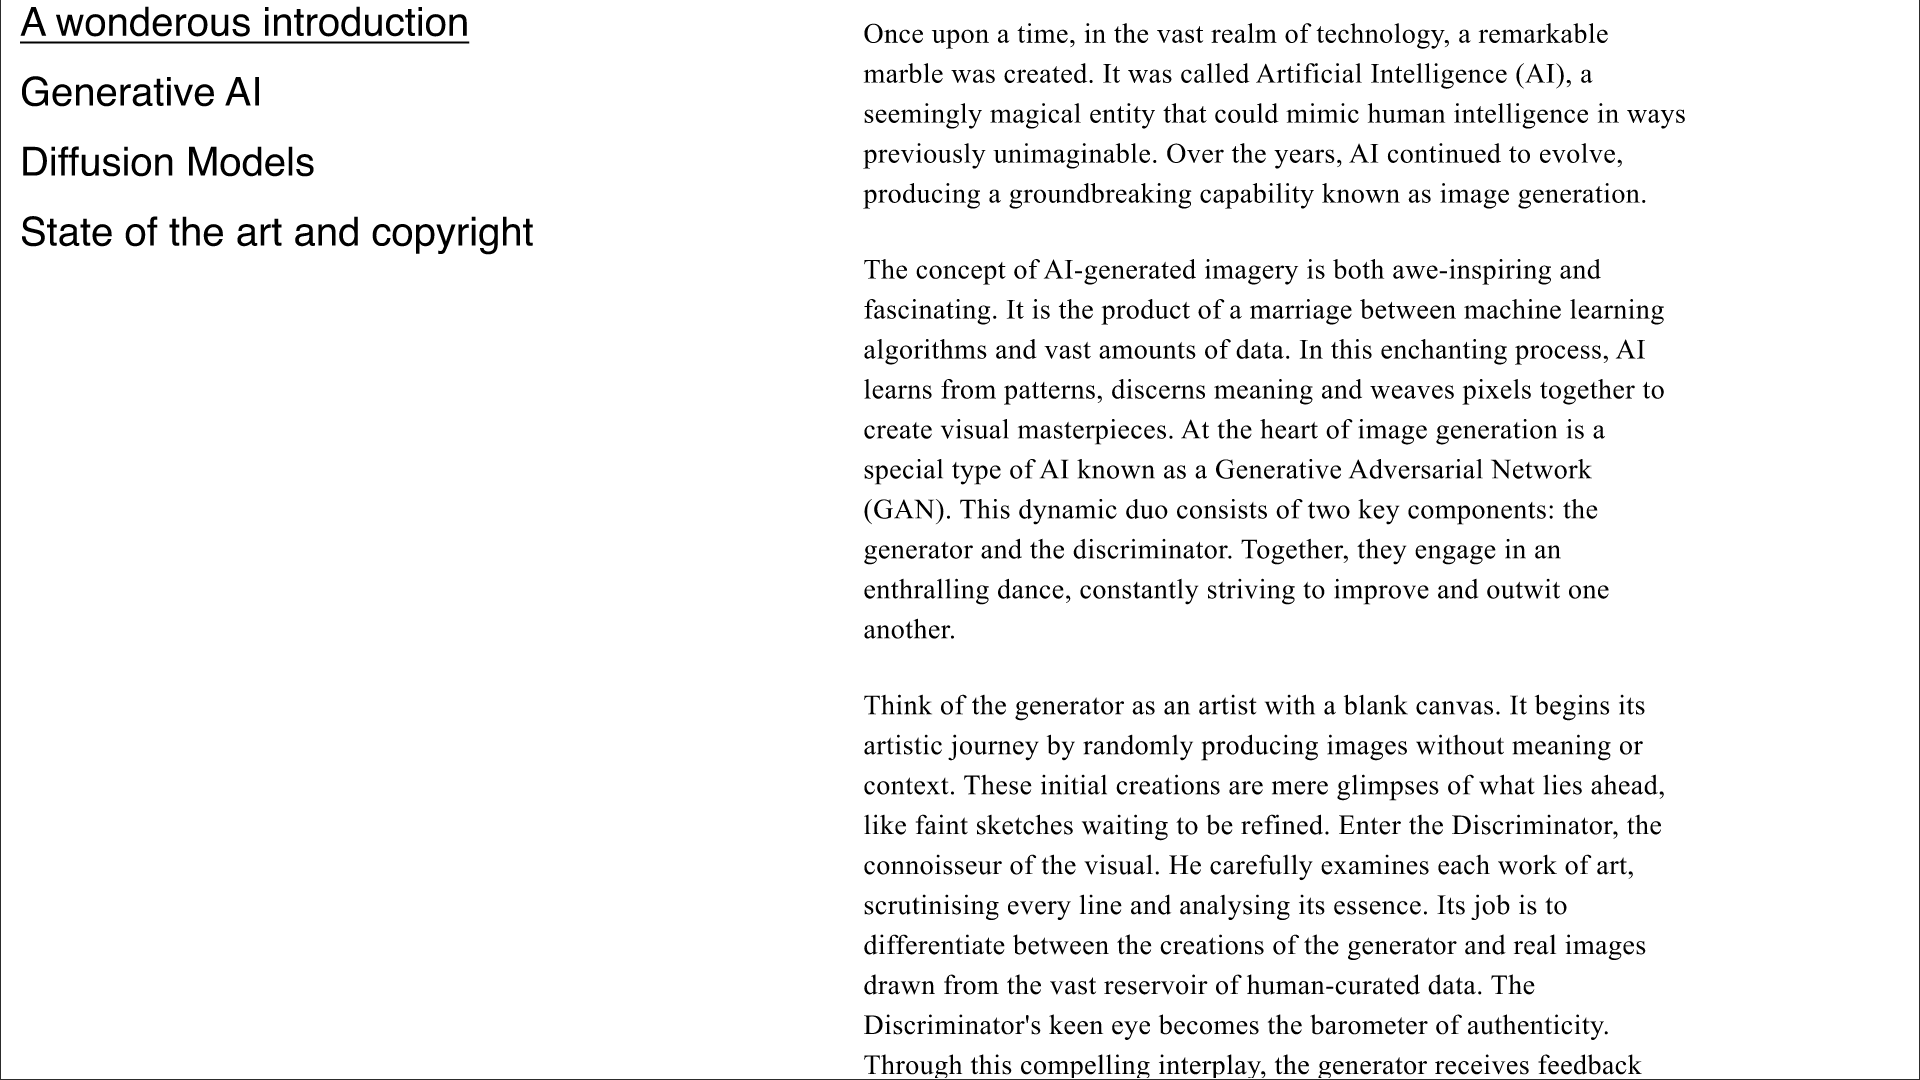 A wonderous introduction
Generative AI
Diffusion Models
State of the art and copyright
Once upon a time, in the vast realm of technology, a remarkable
marble was created. It was called Artificial Intelligence (AI), a
seemingly magical entity that could mimic human intelligence in ways
previously unimaginable. Over the years, AI continued to evolve,
producing a groundbreaking capability known as image generation.
The concept of AI-generated imagery is both awe-inspiring and
fascinating. It is the product of a marriage between machine learning
algorithms and vast amounts of data. In this enchanting process, AI
learns from patterns, discerns meaning and weaves pixels together to
create visual masterpieces. At the heart of image generation is a
special type of AI known as a Generative Adversarial Network
(GAN). This dynamic duo consists of two key components: the
generator and the discriminator. Together, they engage in an
enthralling dance, constantly striving to improve and outwit one
another.
Think of the generator as an artist with a blank canvas. It begins its
artistic journey by randomly producing images without meaning or
context. These initial creations are mere glimpses of what lies ahead,
like faint sketches waiting to be refined. Enter the Discriminator, the
connoisseur of the visual. He carefully examines each work of art,
scrutinising every line and analysing its essence. Its job is to
differentiate between the creations of the generator and real images
drawn from the vast reservoir of human-curated data. The
Discriminator's keen eye becomes the barometer of authenticity.
Through this compelling interplay, the generator receives feedback